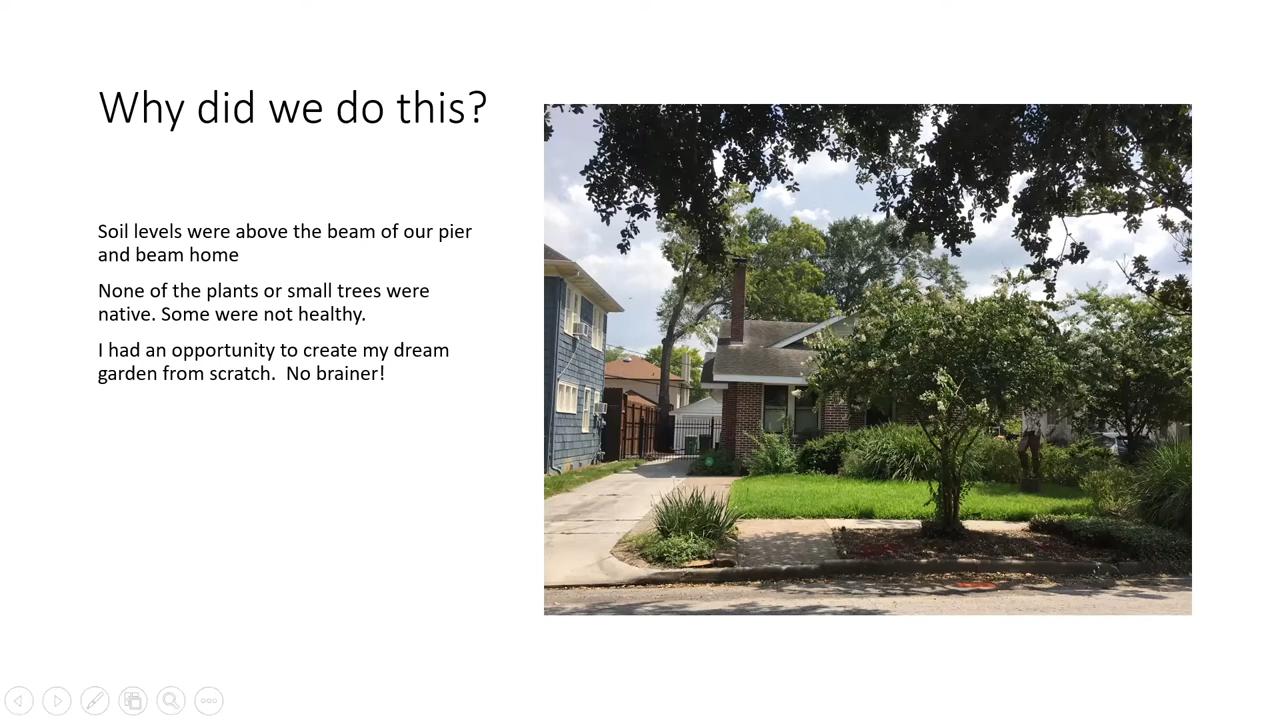 Why did we do this?
Soil levels were above the beam of our pier
and beam home
None of the plants or small trees were
native. Some were not healthy.
I had an opportunity to create my dream
garden from scratch.  No brainer!